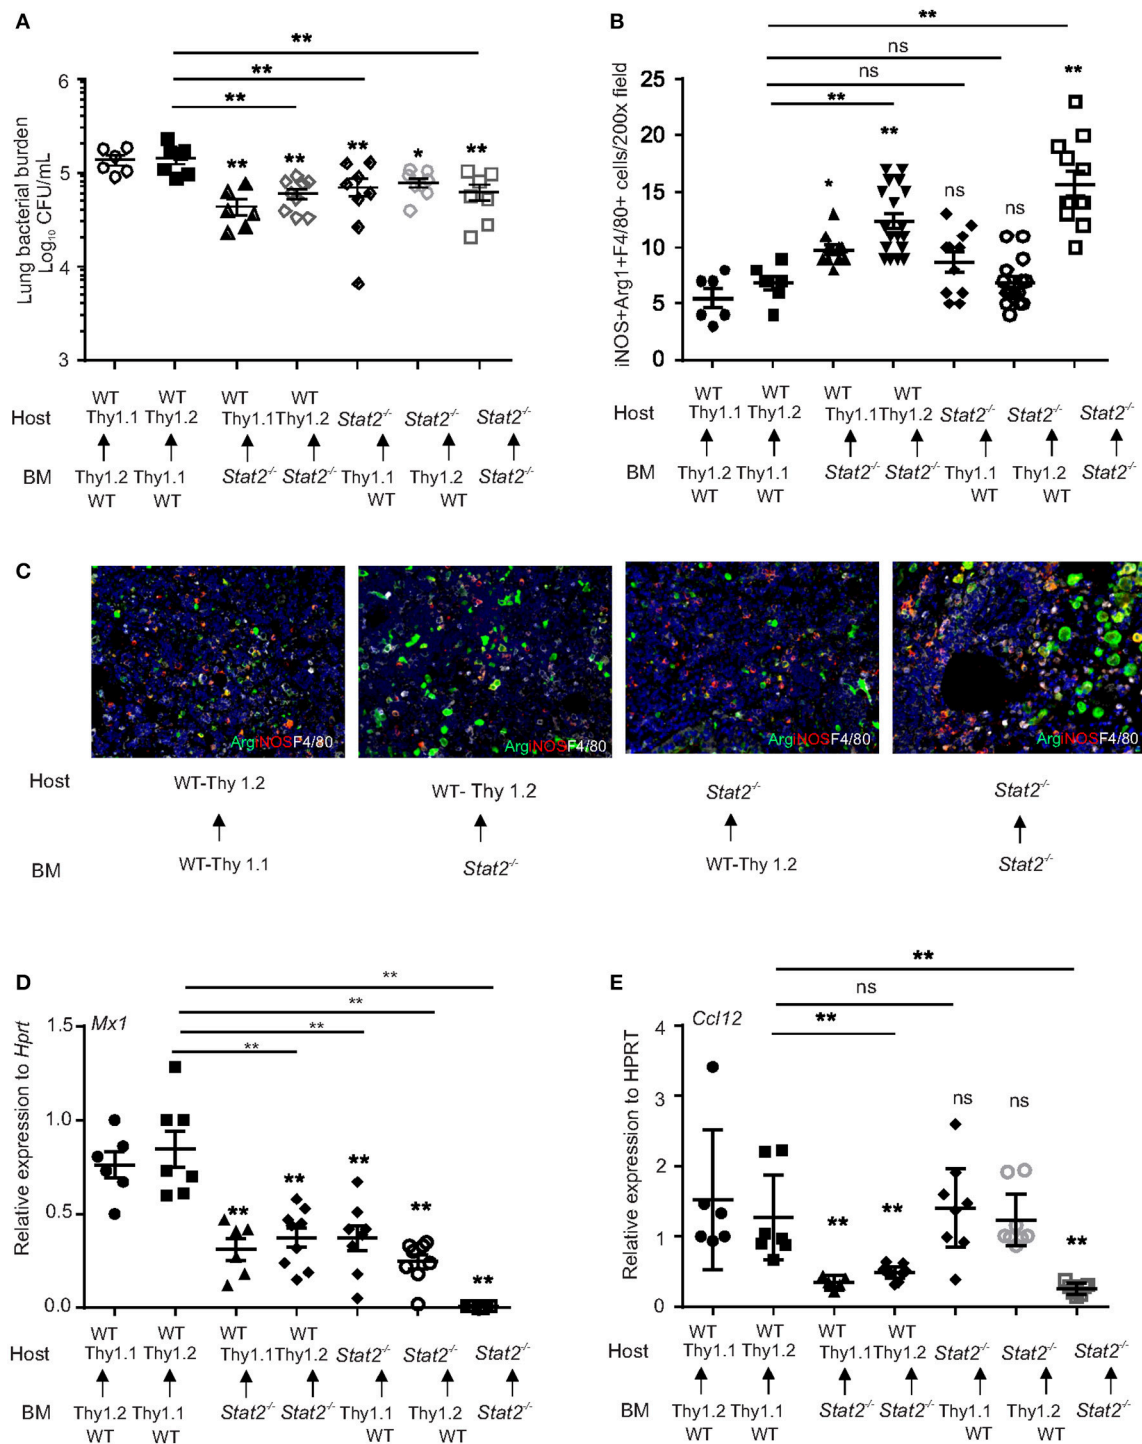 A
**
**
**
6
5
4
3
Lung bacterial burden
Log10 CFU/mL
**
**
**
*
**
WT WT WT WT
Host Thy1.1 Thy1.2 Thy1.1 Thy1.2 Stat2-/- Stat2-/- Stat2-/-
BM Thy1.2 Thy1.1 Stat2-/- Stat2-/- Thy1.1 Thy1.2 Stat2-/-
WT WT WT WT
B
**
ns
ns
**
25
20
15
10
5
0
iNOS+Arg1+F4/80+ cells/200x field
*
**
ns
ns
**
WT WT WT WT
Host Thy1.1 Thy1.2 Thy1.1 Thy1.2 Stat2-/- Stat2-/- Stat2-/-
BM Thy1.2 Thy1.1 Stat2-/- Stat2-/- Thy1.1 Thy1.2 Stat2-/-
WT WT WT WT
C
ArgiNOSF4/80 ArgiNOSF4/80 ArgiNOSF4/80 ArgiNOSF4/80
Host WT-Thy 1.2 WT- Thy 1.2 Stat2-/- Stat2-/-
BM WT-Thy 1.1 Stat2-/- WT-Thy 1.2 Stat2-/-
D
**
**
**
**
Mx1
1.5
1.0
0.5
0.0
Relative expression to Hprt
**
**
**
**
**
WT WT WT WT
Host Thy1.1 Thy1.2 Thy1.1 Thy1.2 Stat2-/- Stat2-/- Stat2-/-
BM Thy1.2 Thy1.1 Stat2-/- Stat2-/- Thy1.1 Thy1.2 Stat2-/-
WT WT WT WT
E
**
ns
**
Ccl12
4
3
2
1
0
Relative expression to HPRT
**
**
ns
ns
**
WT WT WT WT
Host Thy1.1 Thy1.2 Thy1.1 Thy1.2 Stat2-/- Stat2-/- Stat2-/-
BM Thy1.2 Thy1.1 Stat2-/- Stat2-/- Thy1.1 Thy1.2 Stat2-/-
WT WT WT WT